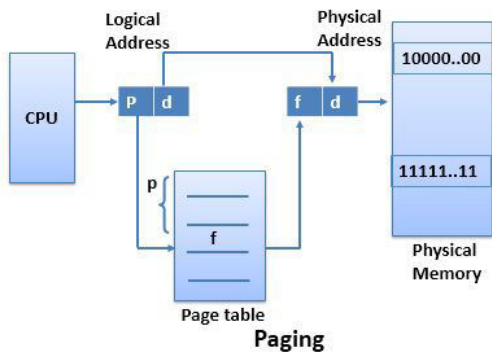 Logical
Address
Physical
Address
CPU
P d
f d
10000..00
11111..11
p
f
Page table
Physical
Memory
Paging